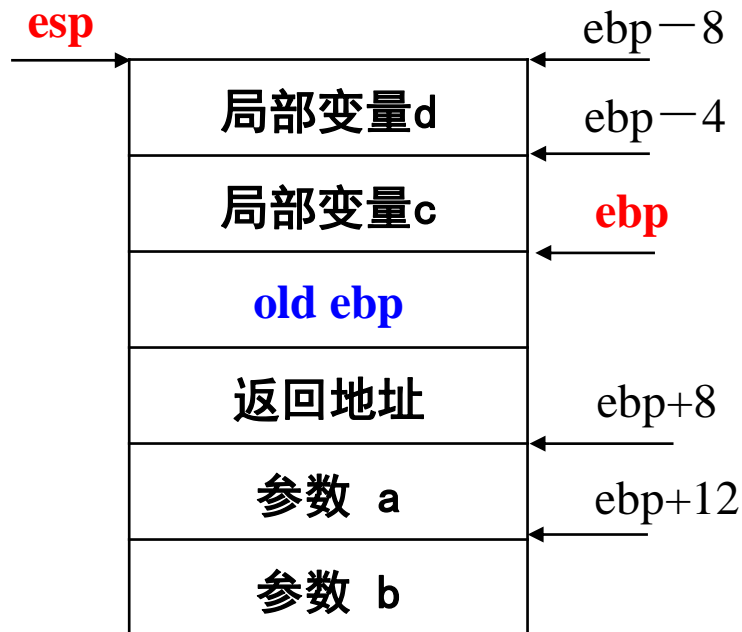 esp
ebp－8
局部变量d
ebp－4
局部变量c
ebp
old ebp
返回地址
ebp+8
参数 a
ebp+12
参数 b